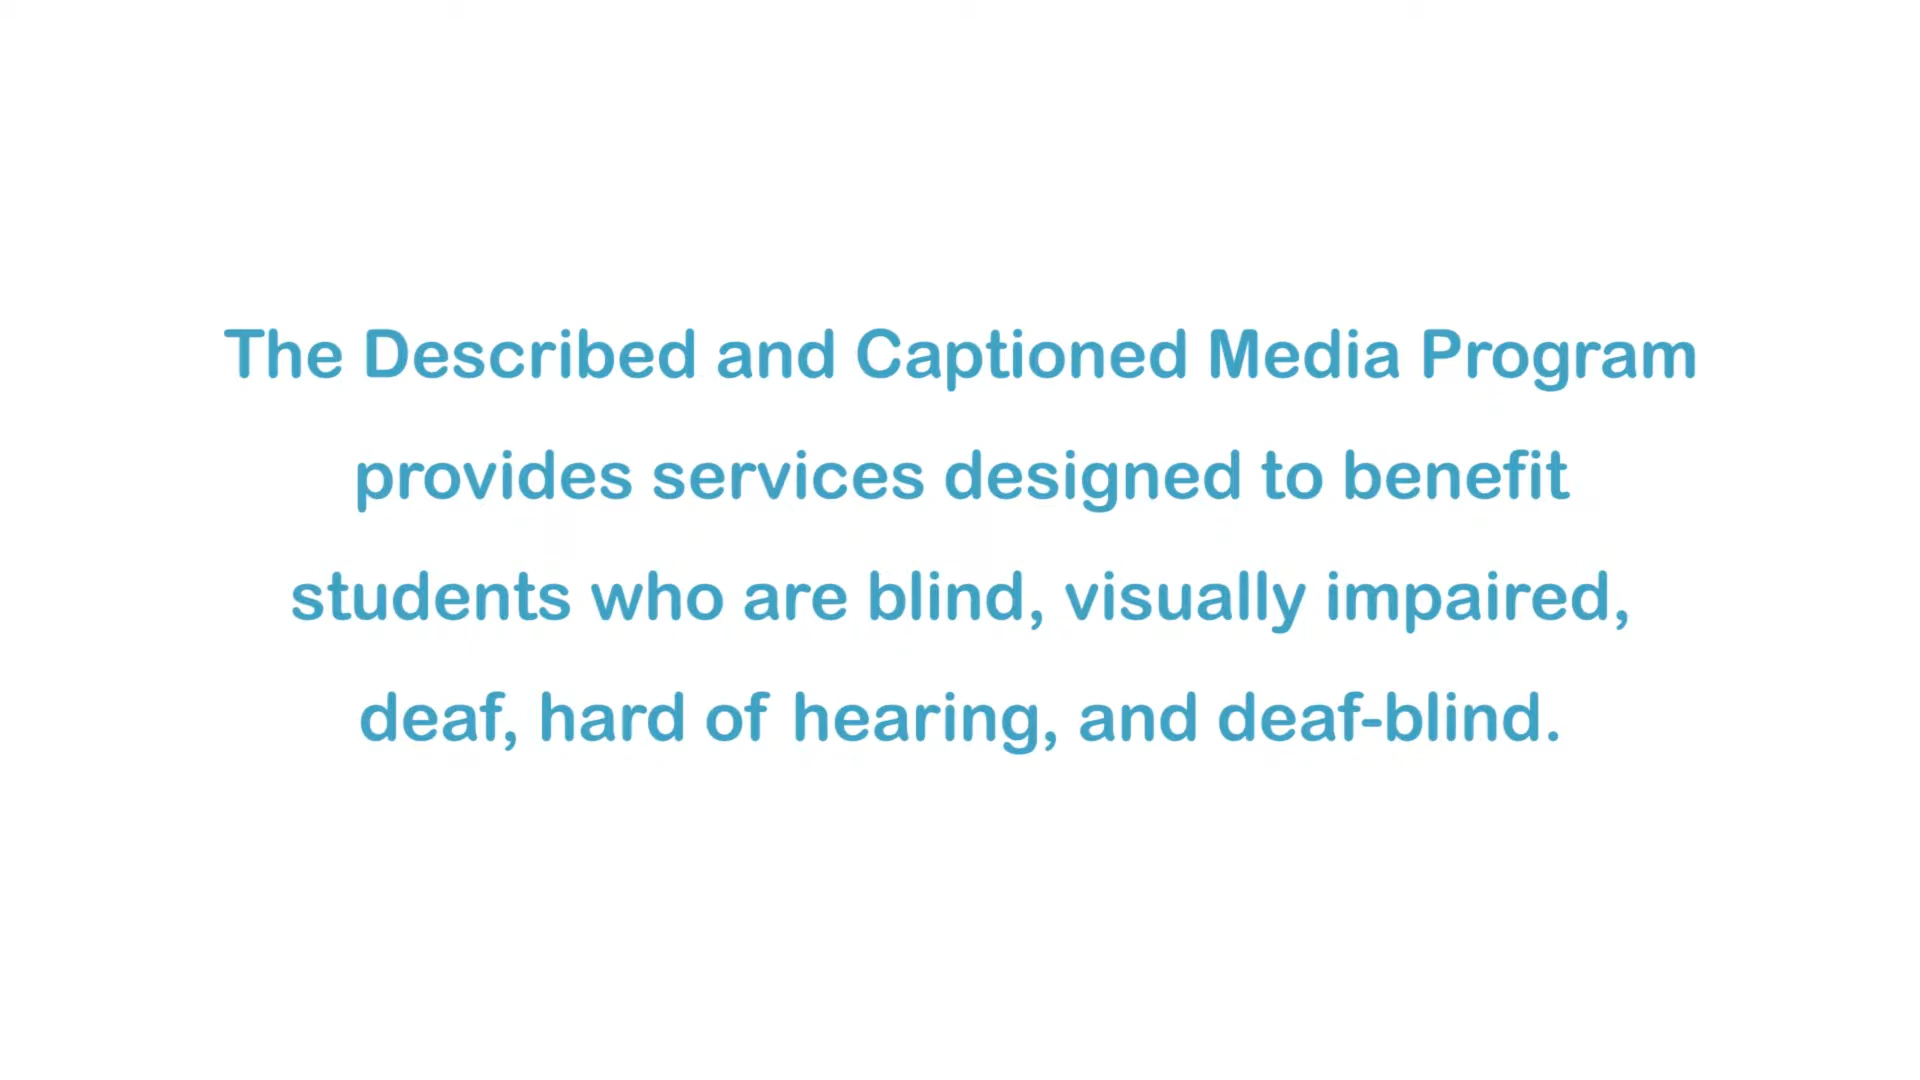 The Described and Captioned Media Program
provides services designed to benefit
students who are blind, visually impaired,
deaf, hard of hearing, and deaf-blind.